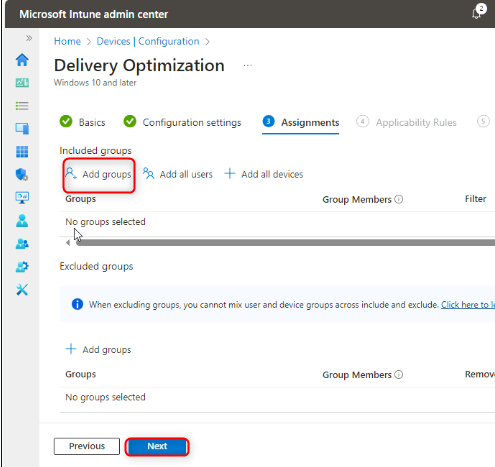 Microsoft Intune admin center
2
Home > Devices | Configuration >
Delivery Optimization ...
Windows 10 and later
Basics Configuration settings 3 Assignments 4 Applicability Rules 5
Included groups
Add groups Add all users + Add all devices
Groups Group Members Filter
No groups selected
Excluded groups
When excluding groups, you cannot mix user and device groups across include and exclude. Click here to le
+ Add groups
Groups Group Members Remov
No groups selected
Previous Next